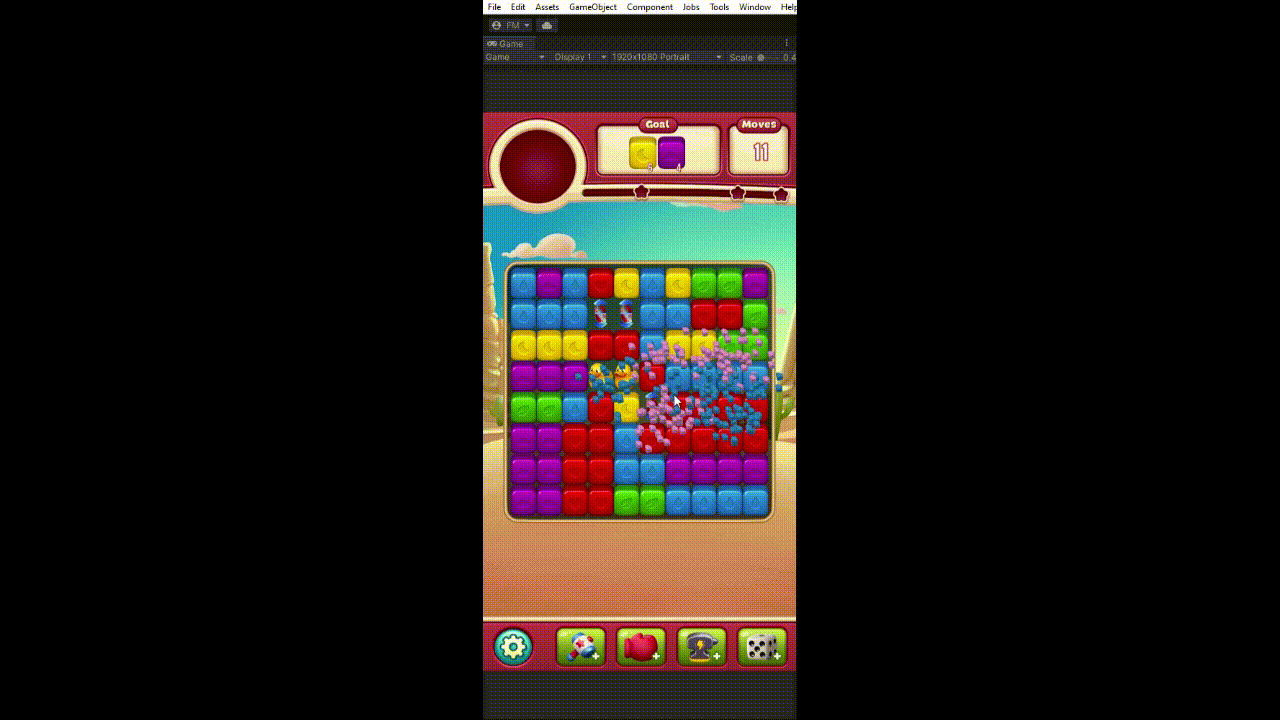 File Edit Assets GameObject Component Jobs Tools Window Help
FM
Game
Game Display 1 1920x1080 Portrait Scale 0.4
Goal Moves
11